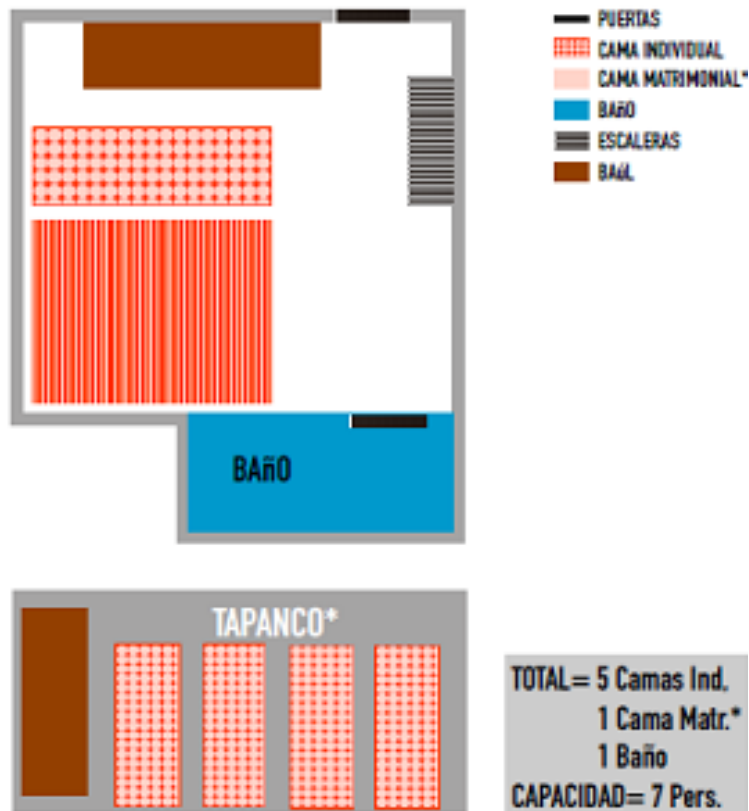 PUERTAS
CAMA INDIVIDUAL
CAMA MATRIMONIAL*
BAñO
ESCALERAS
BAúL
BAñO
TAPANCO*
TOTAL= 5 Camas Ind.
1 Cama Matr.*
1 Baño
CAPACIDAD= 7 Pers.